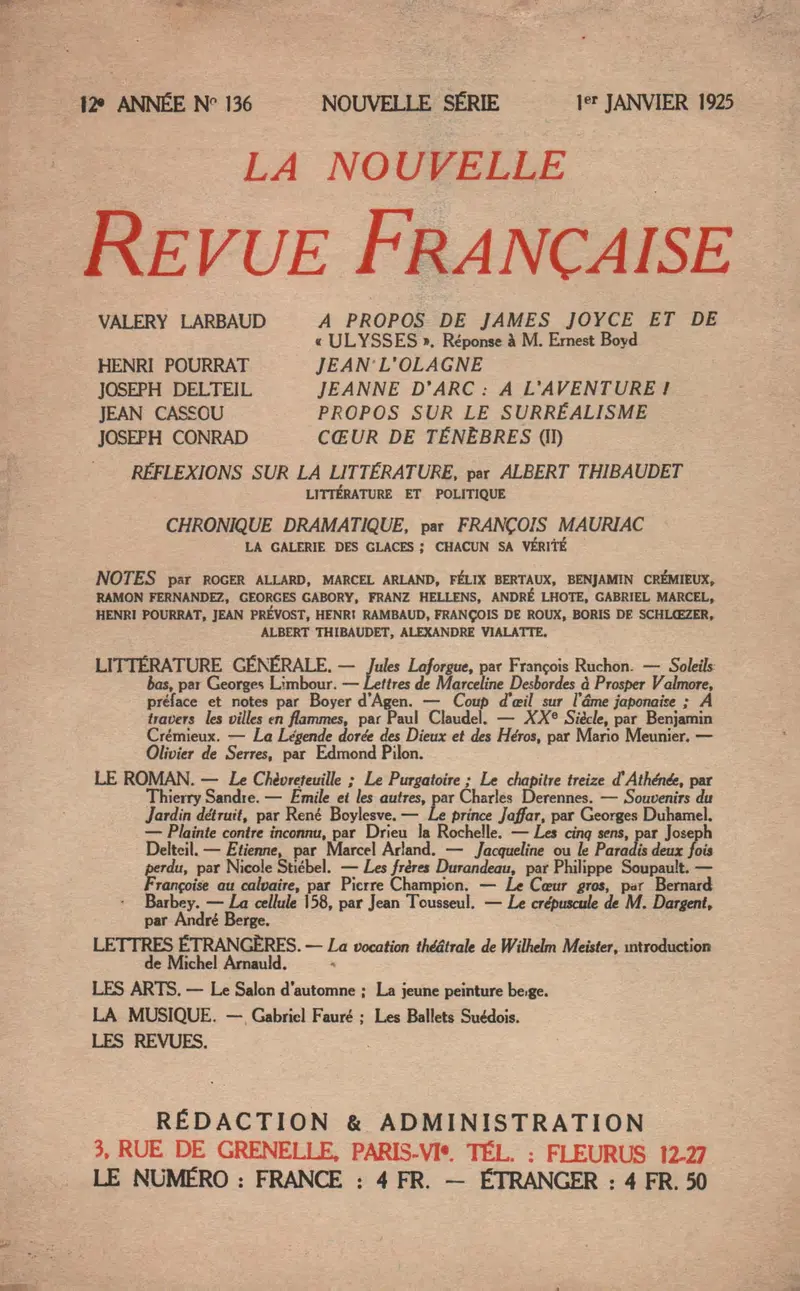 12e ANNÉE No 136 NOUVELLE SÉRIE 1er JANVIER 1925
LA NOUVELLE
REVUE FRANÇAISE
VALERY LARBAUD A PROPOS DE JAMES JOYCE ET DE
« ULYSSES ». Réponse à M. Ernest Boyd
HENRI POURRAT JEAN L'OLAGNE
JOSEPH DELTEIL JEANNE D'ARC : A L'AVENTURE !
JEAN CASSOU PROPOS SUR LE SURRÉALISME
JOSEPH CONRAD CŒUR DE TÉNÈBRES (II)
RÉFLEXIONS SUR LA LITTÉRATURE, par ALBERT THIBAUDET
LITTÉRATURE ET POLITIQUE
CHRONIQUE DRAMATIQUE, par FRANÇOIS MAURIAC
LA GALERIE DES GLACES ; CHACUN SA VÉRITÉ
NOTES par ROGER ALLARD, MARCEL ARLAND, FÉLIX BERTAUX, BENJAMIN CRÉMIEUX,
RAMON FERNANDEZ, GEORGES GABORY, FRANZ HELLENS, ANDRÉ LHOTE, GABRIEL MARCEL,
HENRI POURRAT, JEAN PRÉVOST, HENRI RAMBAUD, FRANÇOIS DE ROUX, BORIS DE SCHLŒZER,
ALBERT THIBAUDET, ALEXANDRE VIALATTE.
LITTÉRATURE GÉNÉRALE. — Jules Laforgue, par François Ruchon. — Soleils
bas, par Georges Limbour. — Lettres de Marceline Desbordes à Prosper Valmore,
préface et notes par Boyer d'Agen. — Coup d'œil sur l'âme japonaise ; A
travers les villes en flammes, par Paul Claudel. — XXe Siècle, par Benjamin
Crémieux. — La Légende dorée des Dieux et des Héros, par Mario Meunier. —
Olivier de Serres, par Edmond Pilon.
LE ROMAN. — Le Chèvrefeuille ; Le Purgatoire ; Le chapitre treize d'Athénée, par
Thierry Sandre. — Emile et les autres, par Charles Derennes. — Souvenirs du
Jardin détruit, par René Boylesve. — Le prince Jaffar, par Georges Duhamel.
— Plainte contre inconnu, par Drieu la Rochelle. — Les cinq sens, par Joseph
Delteil. — Etienne, par Marcel Arland. — Jacqueline ou le Paradis deux fois
perdu, par Nicole Stiébel. — Les frères Durandeau, par Philippe Soupault. —
Françoise au calvaire, par Pierre Champion. — Le Cœur gros, par Bernard
Barbey. — La cellule 158, par Jean Tousseul. — Le crépuscule de M. Dargent,
par André Berge.
LETTRES ÉTRANGÈRES. — La vocation théâtrale de Wilhelm Meister, introduction
de Michel Arnauld.
LES ARTS. — Le Salon d'automne ; La jeune peinture belge.
LA MUSIQUE. — Gabriel Fauré ; Les Ballets Suédois.
LES REVUES.
RÉDACTION & ADMINISTRATION
3, RUE DE GRENELLE, PARIS-VIe. TÉL. : FLEURUS 12-27
LE NUMÉRO : FRANCE : 4 FR. — ÉTRANGER : 4 FR. 50